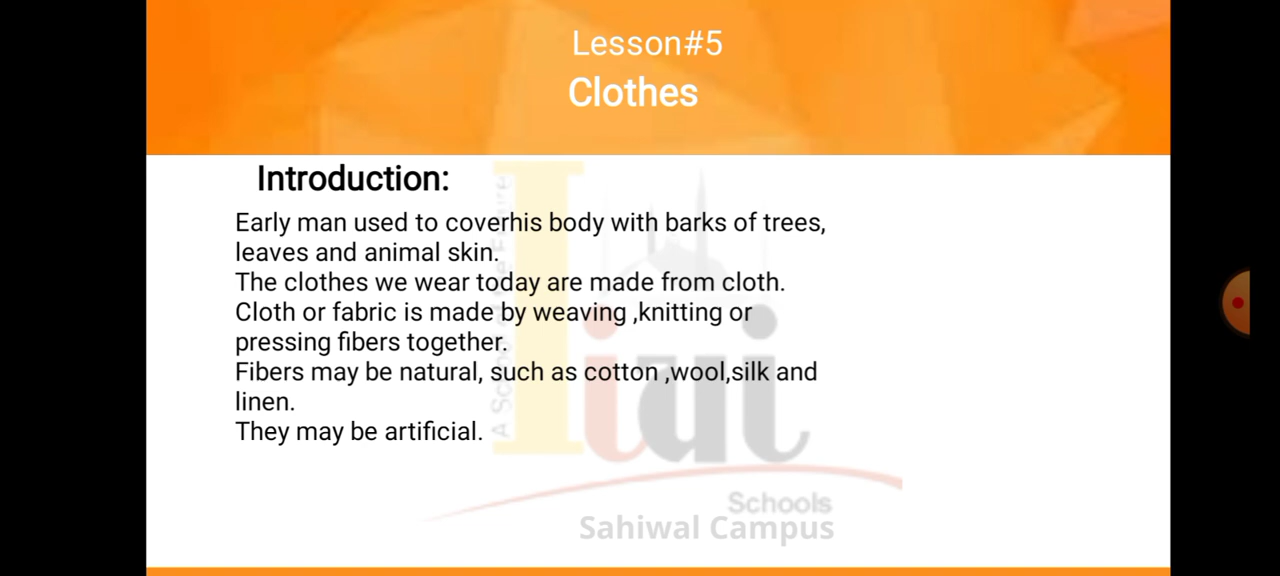 Lesson#5
Clothes
Introduction:
Early man used to coverhis body with barks of trees,
leaves and animal skin.
The clothes we wear today are made from cloth.
Cloth or fabric is made by weaving ,knitting or
pressing fibers together.
Fibers may be natural, such as cotton ,wool,silk and
linen.
They may be artificial.
Schools
Sahiwal Campus